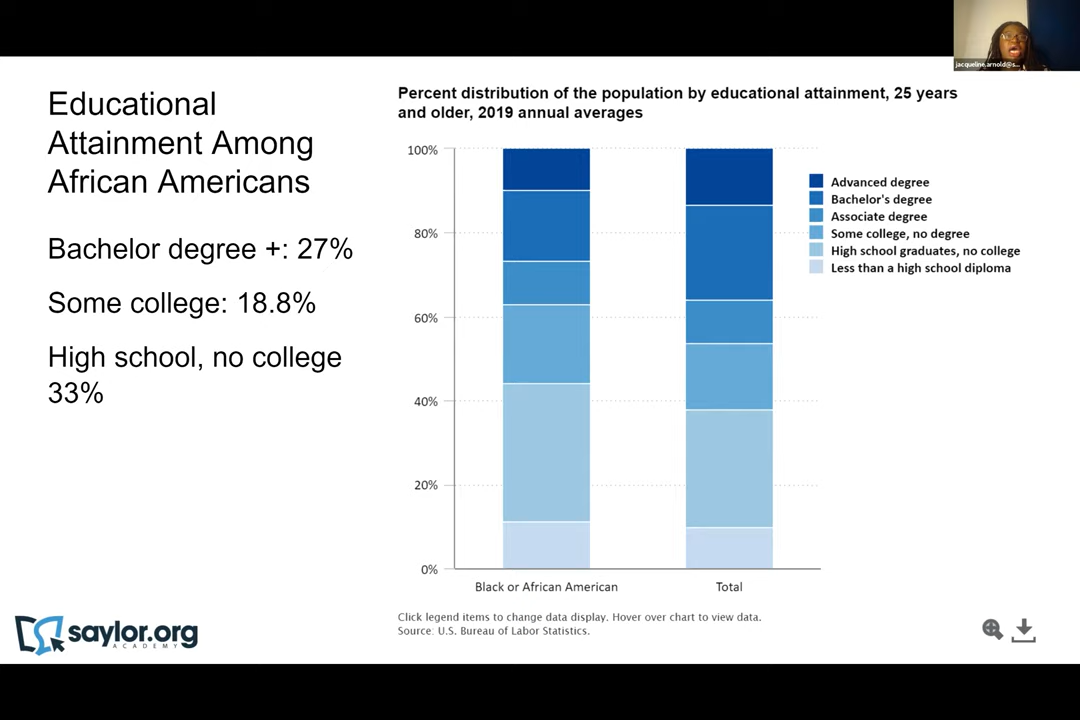 jacqueline.arnold@s...
Educational
Attainment Among
African Americans
Bachelor degree +: 27%
Some college: 18.8%
High school, no college
33%
Percent distribution of the population by educational attainment, 25 years
and older, 2019 annual averages
100%
80%
60%
40%
20%
0%
Black or African American
Total
Advanced degree
Bachelor's degree
Associate degree
Some college, no degree
High school graduates, no college
Less than a high school diploma
Click legend items to change data display. Hover over chart to view data.
Source: U.S. Bureau of Labor Statistics.
saylor.org
ACADEMY